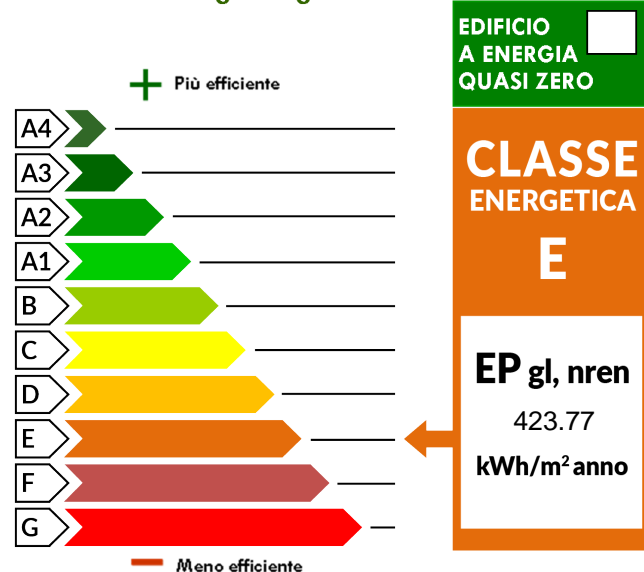 EDIFICIO
A ENERGIA
QUASI ZERO
Più efficiente
A4
A3
A2
A1
B
C
D
E
F
G
Meno efficiente
CLASSE
ENERGETICA
E
EP gl, nren
423.77
kWh/m² anno